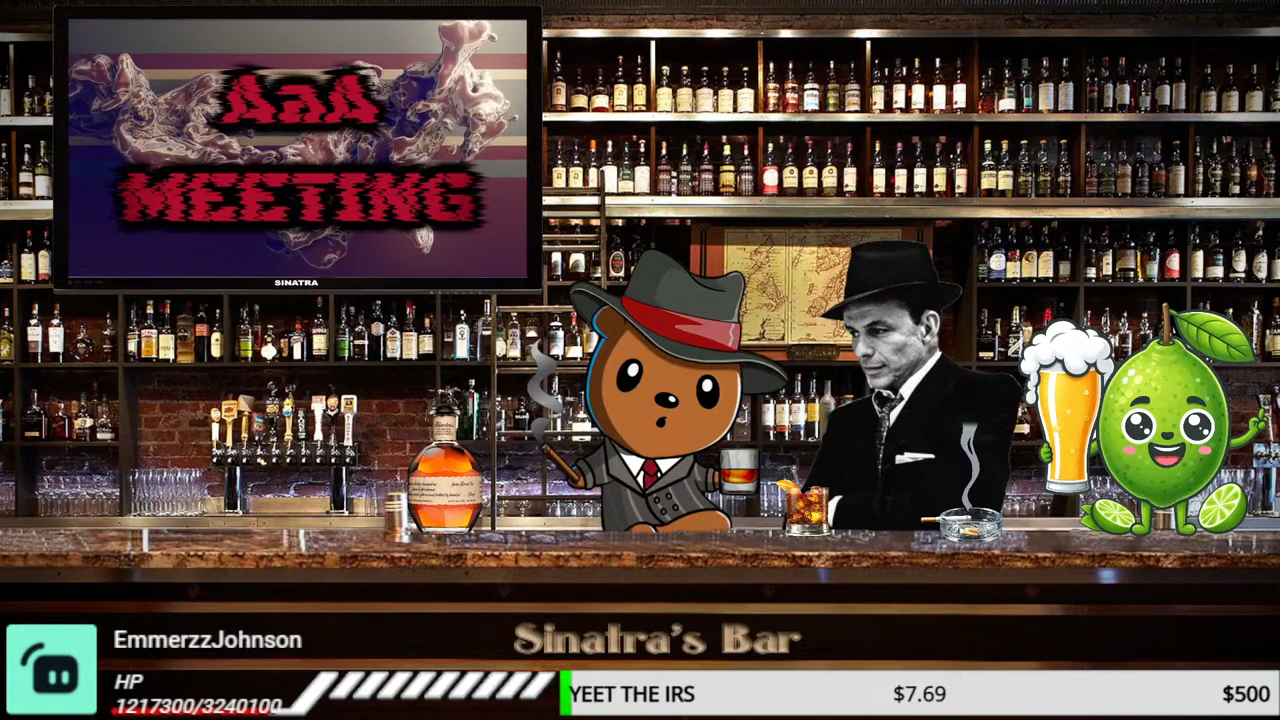 AaA
MEETING
SINATRA
EmmerzzJohnson
Sinatra's Bar
HP
1217300/3240100
YEET THE IRS
$7.69
$500